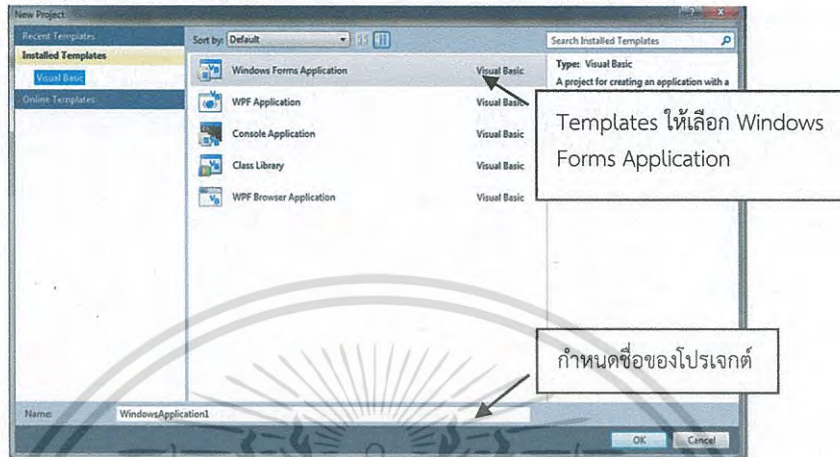 New Project
Recent Templates
Installed Templates
Visual Basic
Online Templates
Sort by: Default
Search Installed Templates
Windows Forms Application Visual Basic
WPF Application Visual Basic
Console Application Visual Basic
Class Library Visual Basic
WPF Browser Application Visual Basic
Type: Visual Basic
A project for creating an application with a
Templates ให้เลือก Windows
Forms Application
กำหนดชื่อของโปรเจกต์
Name: WindowsApplication1
OK Cancel